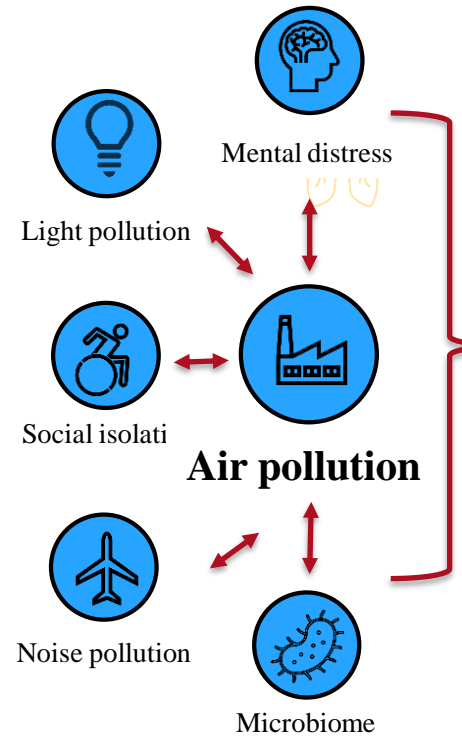 Mental distress
Light pollution
Social isolati
Air pollution
Noise pollution
Microbiome